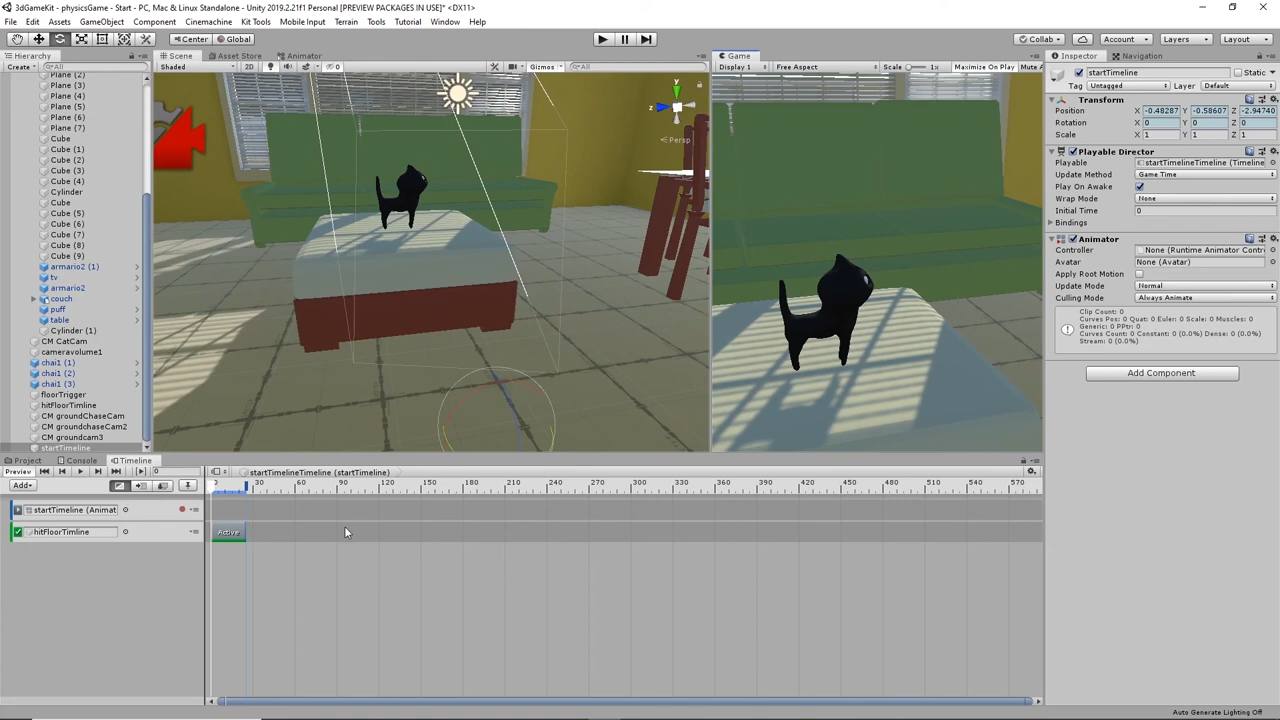 3dGameKit - physicsGame - Start - PC, Mac & Linux Standalone - Unity 2019.2.21f1 Personal [PREVIEW PACKAGES IN USE]* <DX11>
File Edit Assets GameObject Component Cinemachine Kit Tools Mobile Input Terrain Tools Tutorial Window Help
Center Global Collab Account Layers Layout
Hierarchy Scene Asset Store Animator Game Inspector Navigation
Create All Shaded 2D 0 Gizmos All Display 1 Free Aspect Scale 1x Maximize On Play Mute A
startTimeline Static
Tag Untagged Layer Default
Transform
Position X -0.48287 Y -0.58607 Z -2.94740
Rotation X 0 Y 0 Z 0
Scale X 1 Y 1 Z 1
Playable Director
Playable startTimelineTimeline (Timeline
Update Method Game Time
Play On Awake
Wrap Mode None
Initial Time 0
Bindings
Animator
Controller None (Runtime Animator Contr
Avatar None (Avatar)
Apply Root Motion
Update Mode Normal
Culling Mode Always Animate
Clip Count: 0
Curves Pos: 0 Quat: 0 Euler: 0 Scale: 0 Muscles: 0
Generic: 0 PPtr: 0
Curves Count: 0 Constant: 0 (0.0%) Dense: 0 (0.0%)
Stream: 0 (0.0%)
Add Component
y
z
Persp
Plane (2)
Plane (3)
Plane (4)
Plane (5)
Plane (6)
Plane (7)
Cube
Cube (1)
Cube (2)
Cube (3)
Cube (4)
Cylinder
Cube
Cube (5)
Cube (6)
Cube (7)
Cube (8)
Cube (9)
armario2 (1)
tv
armario2
couch
puff
table
Cylinder (1)
CM CatCam
cameravolume1
chai1 (1)
chai1 (2)
chai1 (3)
floorTrigger
hitFloorTimline
CM groundChaseCam
CM groundchaseCam2
CM groundcam3
startTimeline
Project Console Timeline
Preview 0 startTimelineTimeline (startTimeline)
Add 0 30 60 90 120 150 180 210 240 270 300 330 360 390 420 450 480 510 540 570
startTimeline (Animat
hitFloorTimline Active
Auto Generate Lighting Off